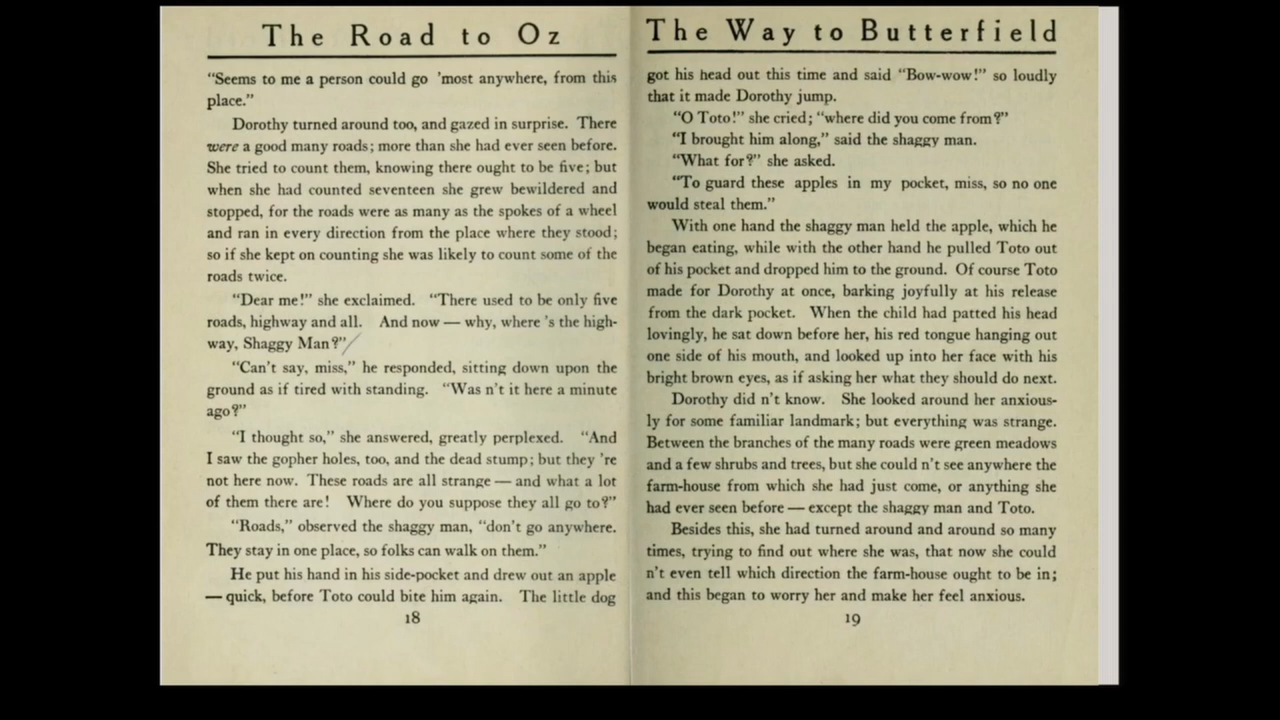 The Road to Oz
"Seems to me a person could go 'most anywhere, from this
place."
Dorothy turned around too, and gazed in surprise. There
were a good many roads; more than she had ever seen before.
She tried to count them, knowing there ought to be five; but
when she had counted seventeen she grew bewildered and
stopped, for the roads were as many as the spokes of a wheel
and ran in every direction from the place where they stood;
so if she kept on counting she was likely to count some of the
roads twice.
"Dear me!" she exclaimed. "There used to be only five
roads, highway and all. And now — why, where 's the high-
way, Shaggy Man?"
"Can't say, miss," he responded, sitting down upon the
ground as if tired with standing. "Was n't it here a minute
ago?"
"I thought so," she answered, greatly perplexed. "And
I saw the gopher holes, too, and the dead stump; but they 're
not here now. These roads are all strange — and what a lot
of them there are! Where do you suppose they all go to?"
"Roads," observed the shaggy man, "don't go anywhere.
They stay in one place, so folks can walk on them."
He put his hand in his side-pocket and drew out an apple
— quick, before Toto could bite him again. The little dog
18
The Way to Butterfield
got his head out this time and said "Bow-wow!" so loudly
that it made Dorothy jump.
"O Toto!" she cried; "where did you come from?"
"I brought him along," said the shaggy man.
"What for?" she asked.
"To guard these apples in my pocket, miss, so no one
would steal them."
With one hand the shaggy man held the apple, which he
began eating, while with the other hand he pulled Toto out
of his pocket and dropped him to the ground. Of course Toto
made for Dorothy at once, barking joyfully at his release
from the dark pocket. When the child had patted his head
lovingly, he sat down before her, his red tongue hanging out
one side of his mouth, and looked up into her face with his
bright brown eyes, as if asking her what they should do next.
Dorothy did n't know. She looked around her anxious-
ly for some familiar landmark; but everything was strange.
Between the branches of the many roads were green meadows
and a few shrubs and trees, but she could n't see anywhere the
farm-house from which she had just come, or anything she
had ever seen before — except the shaggy man and Toto.
Besides this, she had turned around and around so many
times, trying to find out where she was, that now she could
n't even tell which direction the farm-house ought to be in;
and this began to worry her and make her feel anxious.
19